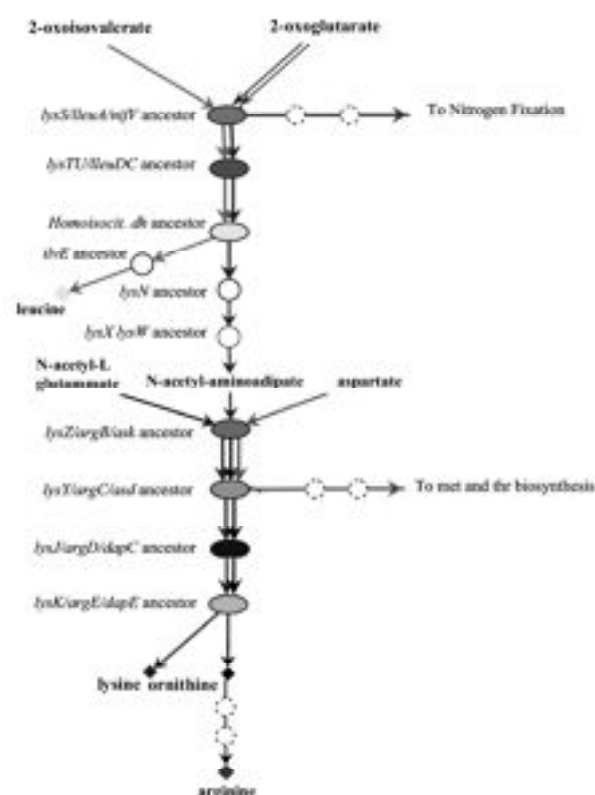 2-oxoisovalerate 2-oxoglutarate
lysS/lleuA/nifV ancestor To Nitrogen Fixation
lysTU/lleuDC ancestor
Homoisocit. dh ancestor
ilvE ancestor
lysN ancestor
leucine
lysX lysW ancestor
N-acetyl-L
glutammate N-acetyl-aminoadipate aspartate
lysZ/argB/ask ancestor
lysY/argC/asd ancestor To met and thr biosynthesis
lysJ/argD/dapC ancestor
lysK/argE/dapE ancestor
lysine ornithine
arginine